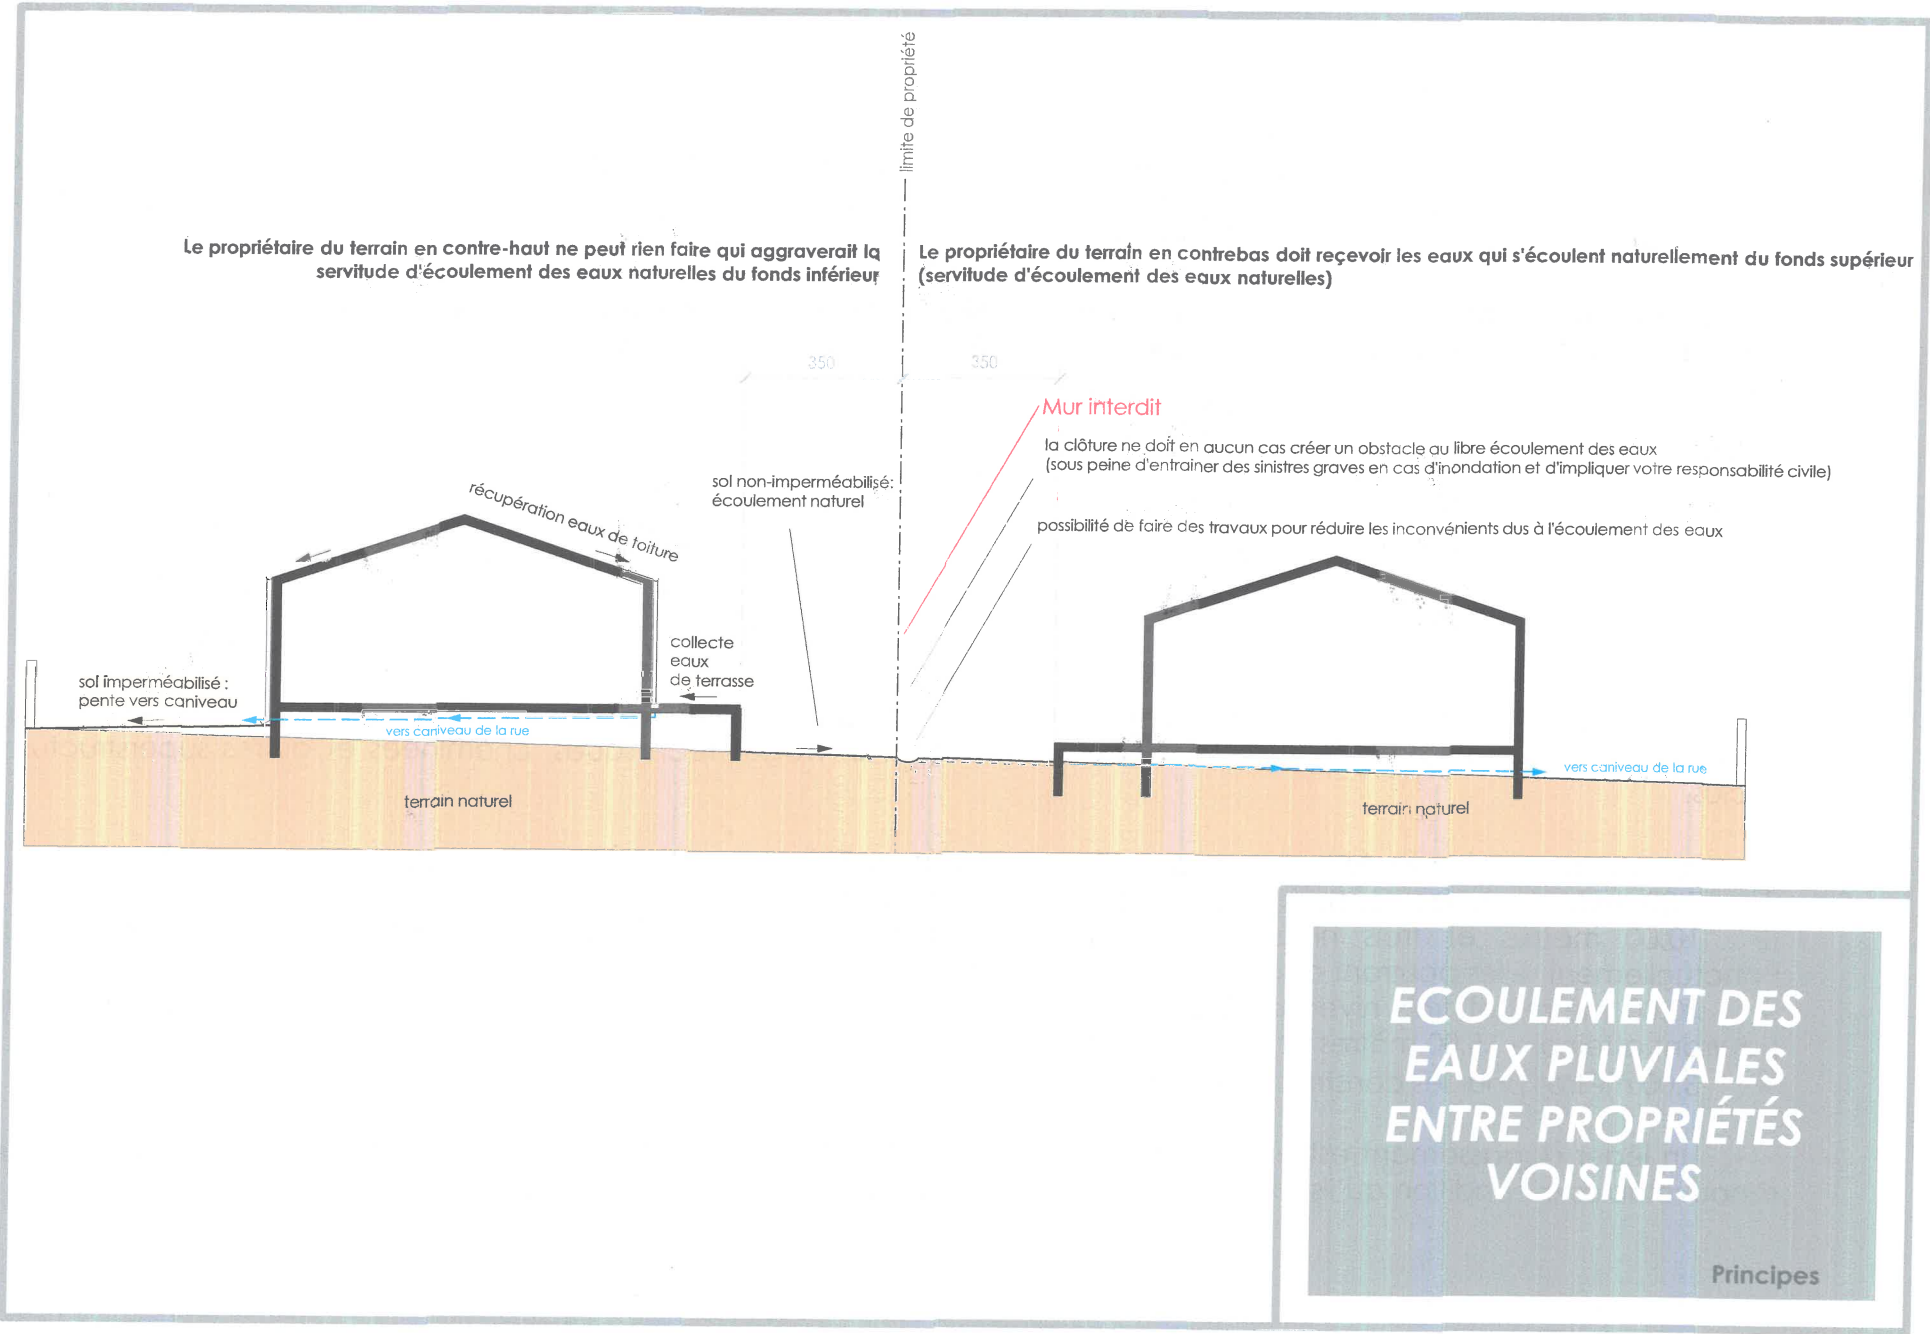 limite de propriété
Le propriétaire du terrain en contre-haut ne peut rien faire qui aggraverait la
servitude d'écoulement des eaux naturelles du fonds inférieur
Le propriétaire du terrain en contrebas doit reçevoir les eaux qui s'écoulent naturellement du fonds supérieur
(servitude d'écoulement des eaux naturelles)
350
350
Mur interdit
la clôture ne doit en aucun cas créer un obstacle au libre écoulement des eaux
(sous peine d'entrainer des sinistres graves en cas d'inondation et d'impliquer votre responsabilité civile)
sol non-imperméabilisé:
écoulement naturel
récupération eaux de toiture
possibilité de faire des travaux pour réduire les inconvénients dus à l'écoulement des eaux
collecte
eaux
de terrasse
sol imperméabilisé :
pente vers caniveau
vers caniveau de la rue
vers caniveau de la rue
terrain naturel
terrain naturel
ECOULEMENT DES
EAUX PLUVIALES
ENTRE PROPRIÉTÉS
VOISINES
Principes